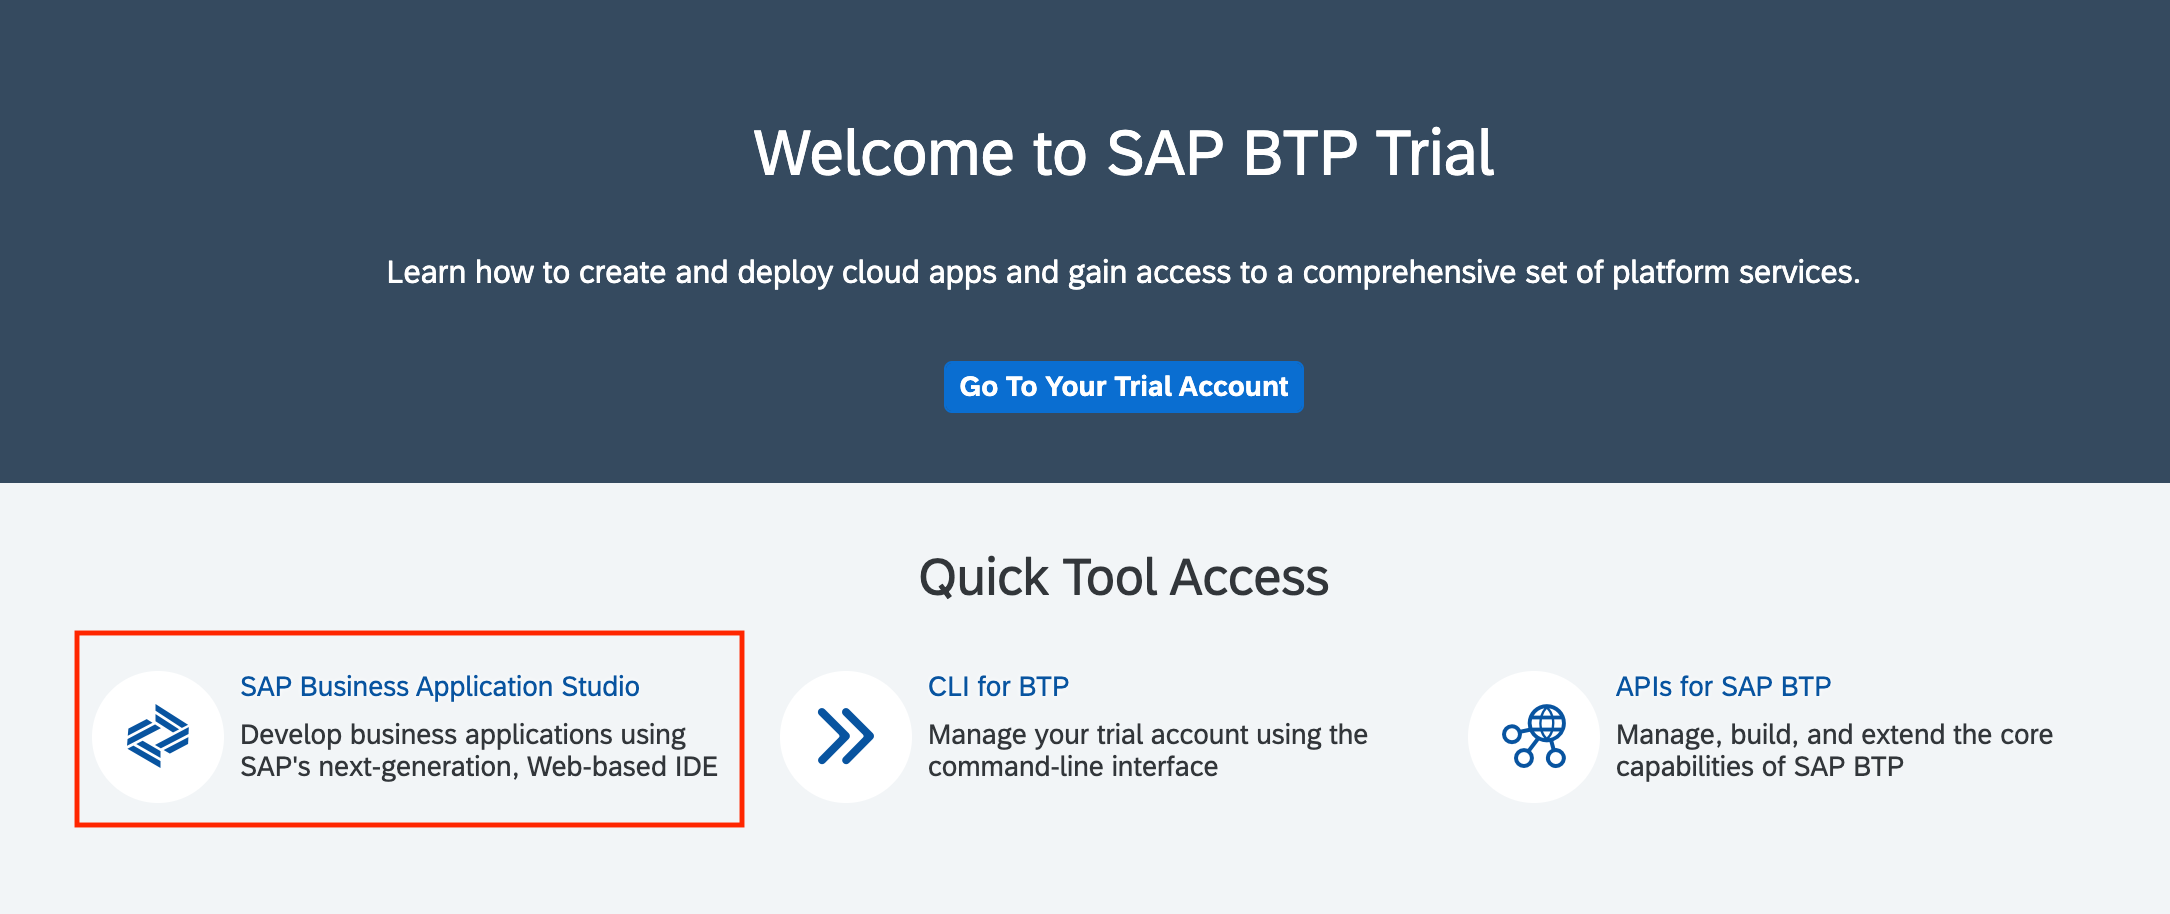 Welcome to SAP BTP Trial
Learn how to create and deploy cloud apps and gain access to a comprehensive set of platform services.
Go To Your Trial Account
Quick Tool Access
SAP Business Application Studio
Develop business applications using
SAP's next-generation, Web-based IDE
CLI for BTP
Manage your trial account using the
command-line interface
APIs for SAP BTP
Manage, build, and extend the core
capabilities of SAP BTP